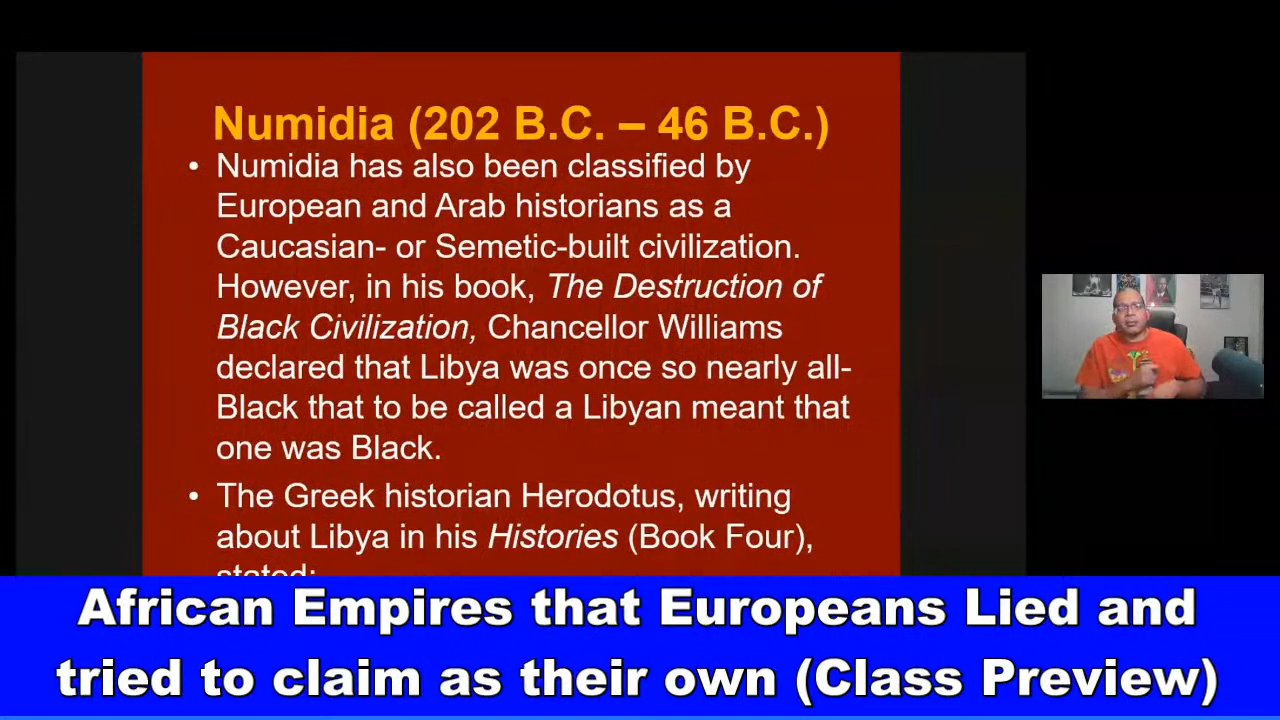 Numidia (202 B.C. – 46 B.C.)
• Numidia has also been classified by
European and Arab historians as a
Caucasian- or Semetic-built civilization.
However, in his book, The Destruction of
Black Civilization, Chancellor Williams
declared that Libya was once so nearly all-
Black that to be called a Libyan meant that
one was Black.
• The Greek historian Herodotus, writing
about Libya in his Histories (Book Four),
stated:
African Empires that Europeans Lied and
tried to claim as their own (Class Preview)